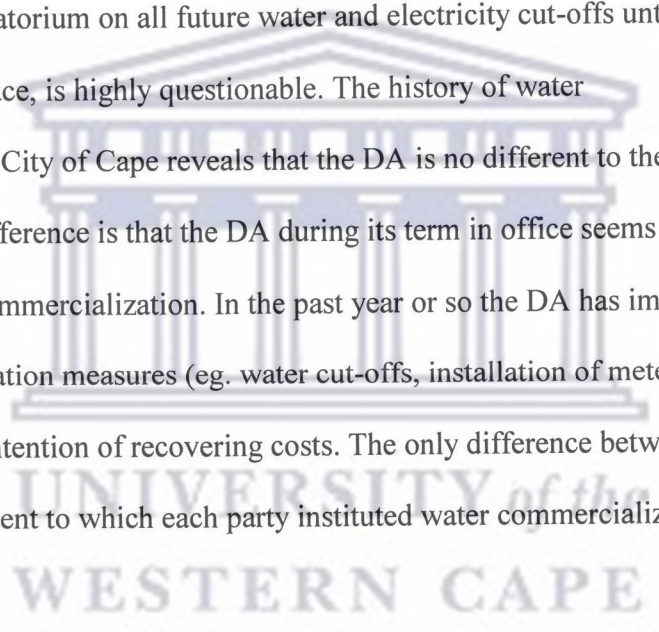 atorium on all future water and electricity cut-offs unt
ce, is highly questionable. The history of water
City of Cape reveals that the DA is no different to the
fference is that the DA during its term in office seems
mmercialization. In the past year or so the DA has im
ation measures (eg. water cut-offs, installation of mete
ntention of recovering costs. The only difference betw
ent to which each party instituted water commercializ
UNIVERSITY of the
WESTERN CAPE